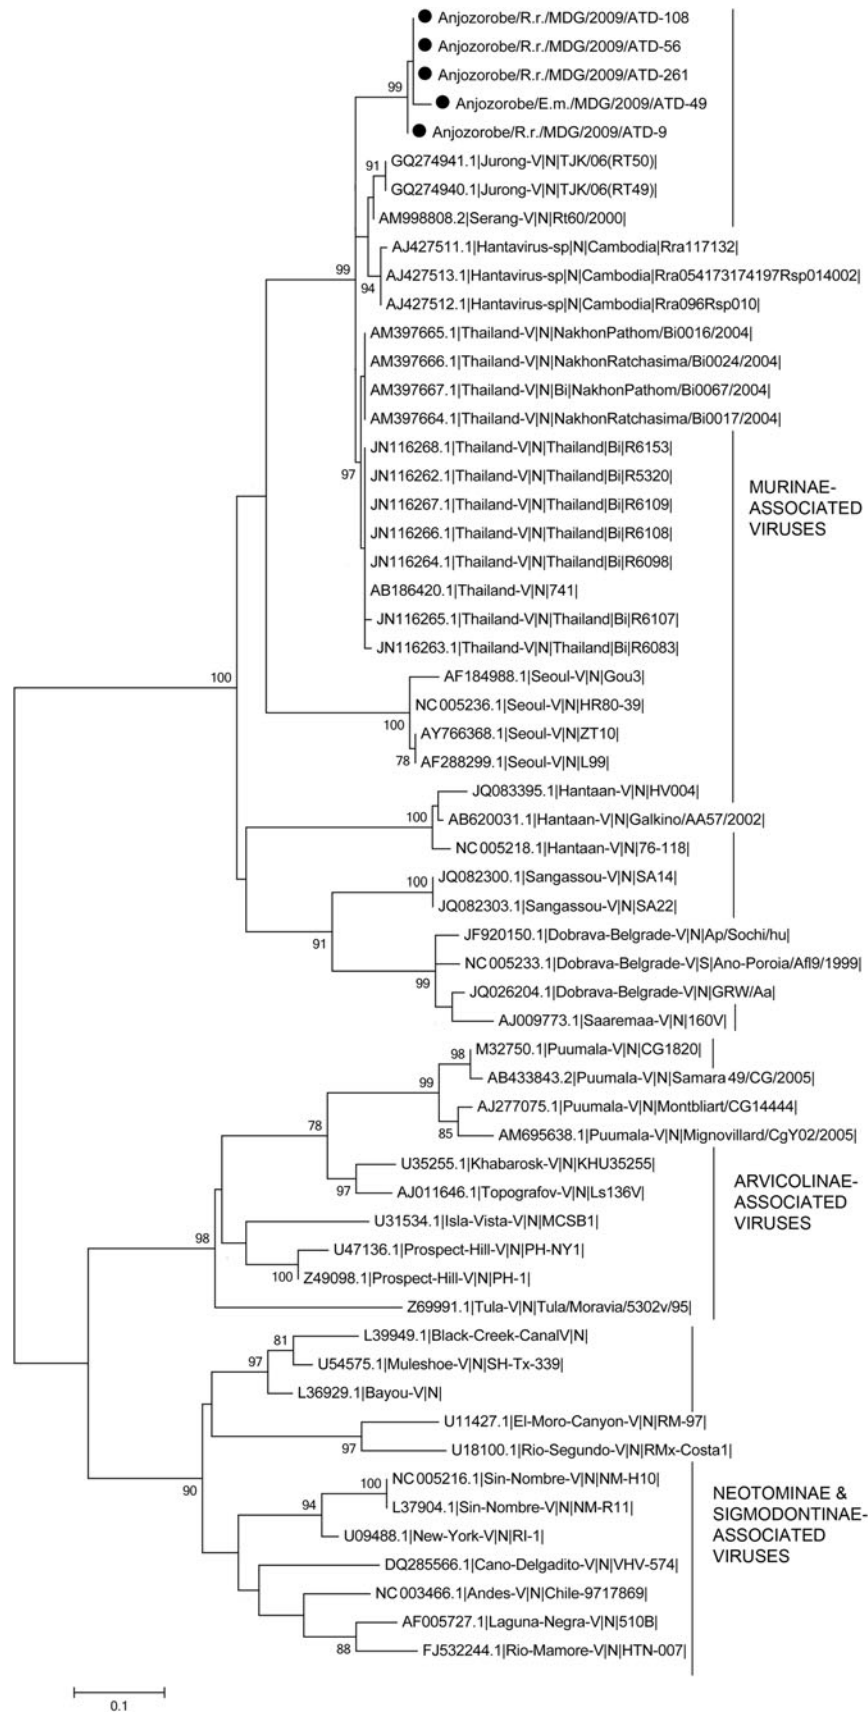 Anjozorobe/R.r./MDG/2009/ATD-108
Anjozorobe/R.r./MDG/2009/ATD-56
Anjozorobe/R.r./MDG/2009/ATD-261
99
Anjozorobe/E.m./MDG/2009/ATD-49
Anjozorobe/R.r./MDG/2009/ATD-9
91
GQ274941.1|Jurong-V|N|TJK/06(RT50)|
GQ274940.1|Jurong-V|N|TJK/06(RT49)|
AM998808.2|Serang-V|N|Rt60/2000|
AJ427511.1|Hantavirus-sp|N|Cambodia|Rra117132|
99
AJ427513.1|Hantavirus-sp|N|Cambodia|Rra054173174197Rsp014002|
94
AJ427512.1|Hantavirus-sp|N|Cambodia|Rra096Rsp010|
AM397665.1|Thailand-V|N|NakhonPathom/Bi0016/2004|
AM397666.1|Thailand-V|N|NakhonRatchasima/Bi0024/2004|
AM397667.1|Thailand-V|N|Bi|NakhonPathom/Bi0067/2004|
AM397664.1|Thailand-V|N|NakhonRatchasima/Bi0017/2004|
JN116268.1|Thailand-V|N|Thailand|Bi|R6153|
97
JN116262.1|Thailand-V|N|Thailand|Bi|R5320|
JN116267.1|Thailand-V|N|Thailand|Bi|R6109|
JN116266.1|Thailand-V|N|Thailand|Bi|R6108|
JN116264.1|Thailand-V|N|Thailand|Bi|R6098|
AB186420.1|Thailand-V|N|741|
JN116265.1|Thailand-V|N|Thailand|Bi|R6107|
JN116263.1|Thailand-V|N|Thailand|Bi|R6083|
MURINAE-
ASSOCIATED
VIRUSES
100
AF184988.1|Seoul-V|N|Gou3|
NC005236.1|Seoul-V|N|HR80-39|
100
AY766368.1|Seoul-V|N|ZT10|
78
AF288299.1|Seoul-V|N|L99|
JQ083395.1|Hantaan-V|N|HV004|
100
AB620031.1|Hantaan-V|N|Galkino/AA57/2002|
NC005218.1|Hantaan-V|N|76-118|
100
JQ082300.1|Sangassou-V|N|SA14|
JQ082303.1|Sangassou-V|N|SA22|
91
JF920150.1|Dobrava-Belgrade-V|N|Ap/Sochi/hu|
NC005233.1|Dobrava-Belgrade-V|S|Ano-Poroia/Afl9/1999|
99
JQ026204.1|Dobrava-Belgrade-V|N|GRW/Aa|
AJ009773.1|Saaremaa-V|N|160V|
98
M32750.1|Puumala-V|N|CG1820|
99
AB433843.2|Puumala-V|N|Samara49/CG/2005|
AJ277075.1|Puumala-V|N|Montbliart/CG14444|
78
85
AM695638.1|Puumala-V|N|Mignovillard/CgY02/2005|
U35255.1|Khabarosk-V|N|KHU35255|
97
AJ011646.1|Topografov-V|N|Ls136V|
U31534.1|Isla-Vista-V|N|MCSB1|
98
U47136.1|Prospect-Hill-V|N|PH-NY1|
100
Z49098.1|Prospect-Hill-V|N|PH-1|
Z69991.1|Tula-V|N|Tula/Moravia/5302v/95|
ARVICOLINAE-
ASSOCIATED
VIRUSES
81
L39949.1|Black-Creek-CanalV|N|
97
U54575.1|Muleshoe-V|N|SH-Tx-339|
L36929.1|Bayou-V|N|
U11427.1|El-Moro-Canyon-V|N|RM-97|
97
U18100.1|Rio-Segundo-V|N|RMx-Costa1|
90
100
NC005216.1|Sin-Nombre-V|N|NM-H10|
94
L37904.1|Sin-Nombre-V|N|NM-R11|
U09488.1|New-York-V|N|RI-1|
DQ285566.1|Cano-Delgadito-V|N|VHV-574|
NC003466.1|Andes-V|N|Chile-9717869|
AF005727.1|Laguna-Negra-V|N|510B|
88
FJ532244.1|Rio-Mamore-V|N|HTN-007|
NEOTOMINAE &
SIGMODONTINAE-
ASSOCIATED
VIRUSES
0.1